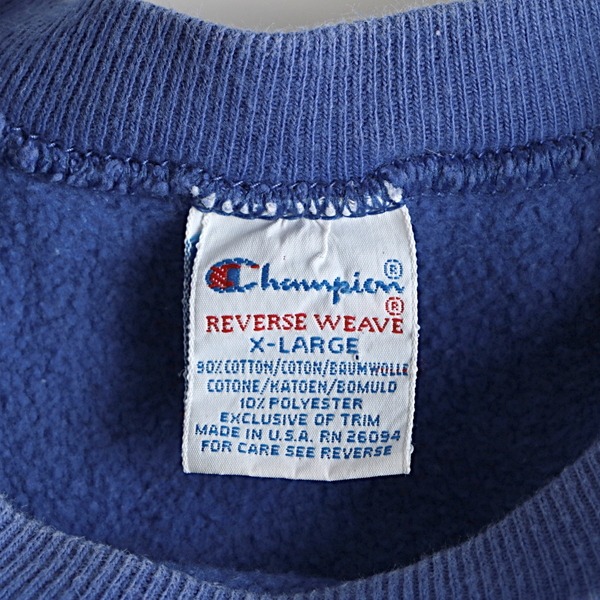 Champion®
REVERSE WEAVE®
X-LARGE
90% COTTON/COTON/BAUMWOLLE
COTONE/KATOEN/BOMULD
10% POLYESTER
EXCLUSIVE OF TRIM
MADE IN U.S.A. RN 26094
FOR CARE SEE REVERSE